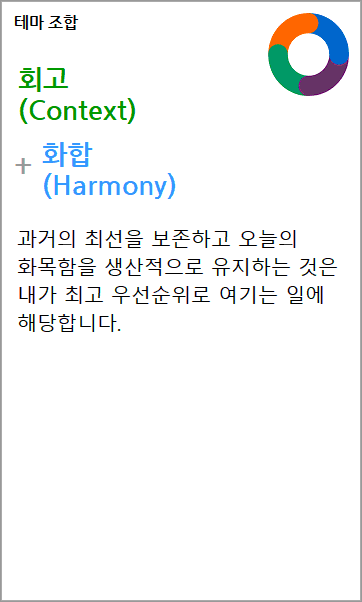 테마 조합
회고
(Context)
+ 화합
(Harmony)
과거의 최선을 보존하고 오늘의
화목함을 생산적으로 유지하는 것은
내가 최고 우선순위로 여기는 일에
해당합니다.